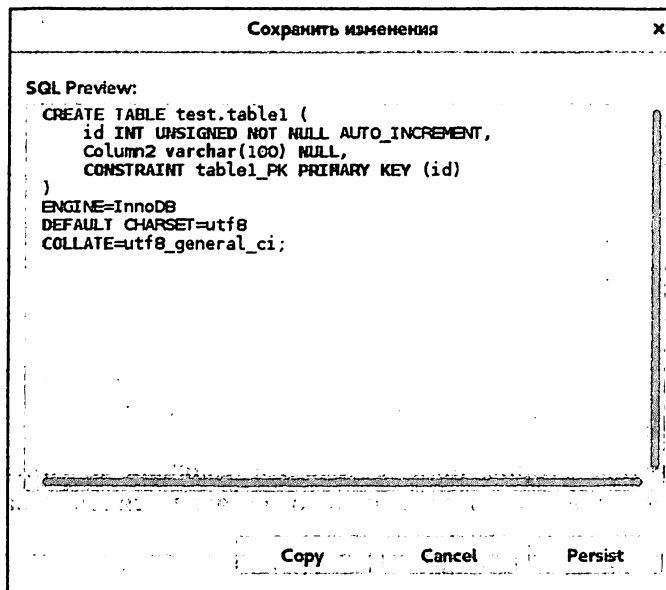 Сохранить изменения x
SQL Preview:
CREATE TABLE test.table1 (
id INT UNSIGNED NOT NULL AUTO_INCREMENT,
Column2 varchar(100) NULL,
CONSTRAINT table1_PK PRIMARY KEY (id)
)
ENGINE=InnoDB
DEFAULT CHARSET=utf8
COLLATE=utf8_general_ci;
Copy Cancel Persist